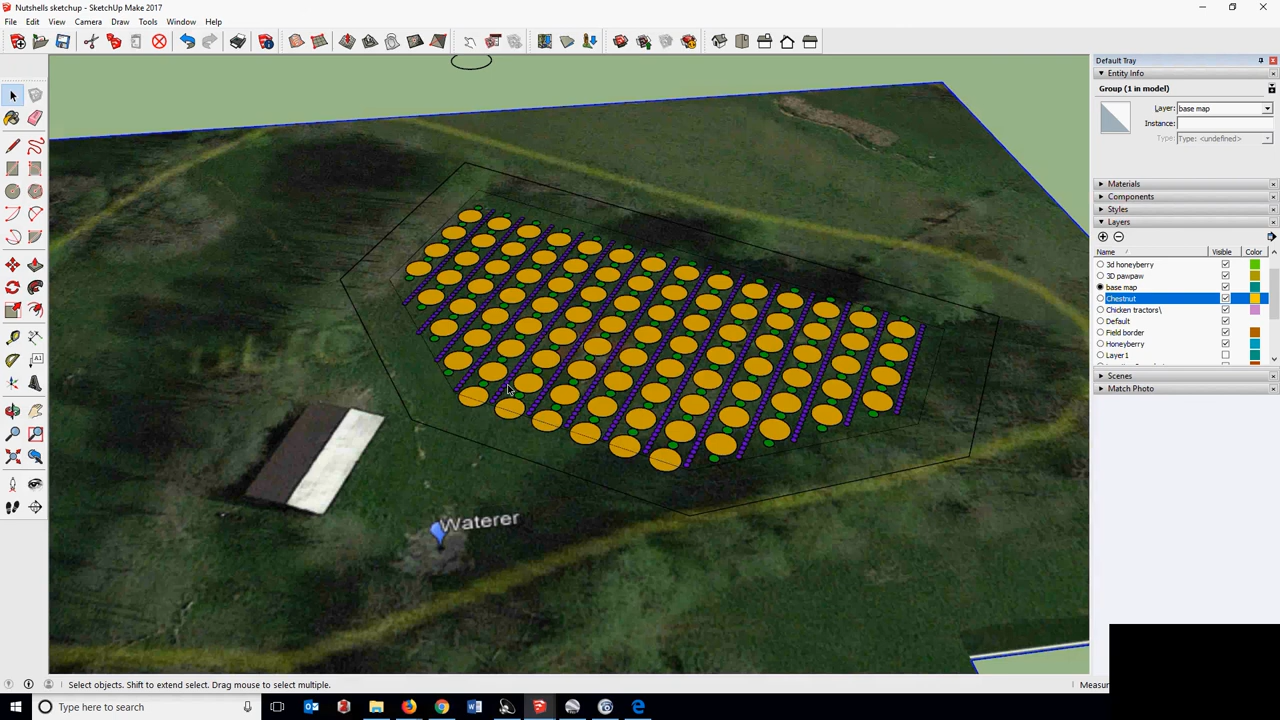 Nutshells sketchup - SketchUp Make 2017
File Edit View Camera Draw Tools Window Help
Default Tray
Entity Info
Group (1 in model)
Layer: base map
Instance:
Type: Type: <undefined>
Materials
Components
Styles
Layers
Name Visible Color
3d honeyberry
3D pawpaw
base map
Chestnut
Chicken tractors\
Default
Field border
Honeyberry
Layer1
Scenes
Match Photo
Waterer
Select objects. Shift to extend select. Drag mouse to select multiple.
Measur
Type here to search